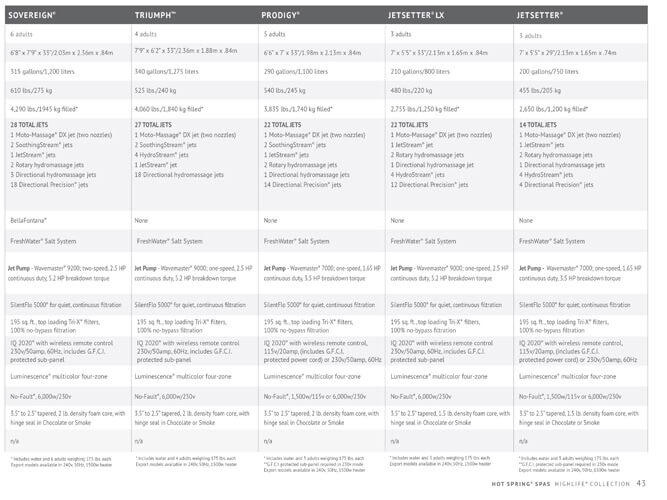 SOVEREIGN® TRIUMPH™ PRODIGY® JETSETTER® LX JETSETTER®
6 adults 4 adults 5 adults 3 adults 3 adults
6'8" x 7'9" x 33"/2.03m x 2.36m x .84m 7'9" x 6'2" x 33"/2.36m x 1.88m x .84m 6'6" x 7' x 33"/1.98m x 2.13m x .84m 7' x 5'5" x 33"/2.13m x 1.65m x .84m 7' x 5'5" x 29"/2.13m x 1.65m x .74m
315 gallons/1,200 liters 340 gallons/1,275 liters 290 gallons/1,100 liters 210 gallons/800 liters 200 gallons/750 liters
610 lbs./275 kg 525 lbs./240 kg 540 lbs./245 kg 480 lbs./220 kg 455 lbs./205 kg
4,290 lbs./1945 kg filled* 4,060 lbs./1,840 kg filled* 3,835 lbs./1,740 kg filled* 2,755 lbs./1,250 kg filled* 2,650 lbs./1,200 kg filled*
28 TOTAL JETS 27 TOTAL JETS 22 TOTAL JETS 22 TOTAL JETS 14 TOTAL JETS
1 Moto-Massage® DX jet (two nozzles) 1 Moto-Massage® DX jet (two nozzles) 1 Moto-Massage® DX jet (two nozzles) 1 Moto-Massage® DX jet (two nozzles) 1 Moto-Massage® DX jet (two nozzles)
2 SoothingStream® jets 2 SoothingStream® jets 2 SoothingStream® jets 1 JetStream® jet 1 JetStream® jets
1 JetStream® jets 4 HydroStream® jets 1 JetStream® jets 2 Rotary hydromassage jets 2 Rotary hydromassage jets
2 Rotary hydromassage jets 1 JetStream® jet 2 Rotary hydromassage jets 1 Directional hydromassage jet 1 Directional hydromassage jets
3 Directional hydromassage jets 18 Directional hydromassage jets 1 Directional hydromassage jets 4 HydroStream® jets 4 HydroStream® jets
18 Directional Precision® jets 14 Directional Precision® jets 12 Directional Precision® jets 4 Directional Precision® jets
BellaFontana® None None None None
FreshWater® Salt System FreshWater® Salt System FreshWater® Salt System FreshWater® Salt System FreshWater® Salt System
Jet Pump - Wavemaster® 9200; two-speed, 2.5 HP Jet Pump - Wavemaster® 9000; one-speed, 2.5 HP Jet Pump - Wavemaster® 7000; one-speed, 1.65 HP Jet Pump - Wavemaster® 9000; one-speed, 2.5 HP Jet Pump - Wavemaster® 7000; one-speed, 1.65 HP
continuous duty, 5.2 HP breakdown torque continuous duty, 5.2 HP breakdown torque continuous duty, 3.5 HP breakdown torque continuous duty, 5.2 HP breakdown torque continuous duty, 3.5 HP breakdown torque
SilentFlo 5000® for quiet, continuous filtration SilentFlo 5000® for quiet, continuous filtration SilentFlo 5000® for quiet, continuous filtration SilentFlo 5000® for quiet, continuous filtration SilentFlo 5000® for quiet, continuous filtration
195 sq. ft., top loading Tri-X® filters, 195 sq. ft., top loading Tri-X® filters, 195 sq. ft., top loading Tri-X® filters, 195 sq. ft., top loading Tri-X® filters, 195 sq. ft., top loading Tri-X® filters,
100% no-bypass filtration 100% no-bypass filtration 100% no-bypass filtration 100% no-bypass filtration 100% no-bypass filtration
IQ 2020® with wireless remote control IQ 2020® with wireless remote control IQ 2020® with wireless remote control IQ 2020® with wireless remote control IQ 2020® with wireless remote control
230v/50amp, 60Hz, includes G.F.C.I. 230v/50amp, 60Hz, includes G.F.C.I. 115v/20amp, (includes G.F.C.I. 230v/50amp, 60Hz, includes G.F.C.I. 115v/20amp, (includes G.F.C.I.
protected sub-panel protected sub-panel protected power cord) or 230v/50amp, 60Hz protected sub-panel protected power cord) or 230v/50amp, 60Hz
Luminescence® multicolor four-zone Luminescence® multicolor four-zone Luminescence® multicolor four-zone Luminescence® multicolor four-zone Luminescence® multicolor four-zone
No-Fault®, 6,000w/230v No-Fault®, 6,000w/230v No-Fault®, 1,500w/115v or 6,000w/230v No-Fault®, 6,000w/230v No-Fault®, 1,500w/115v or 6,000w/230v
3.5" to 2.5" tapered, 2 lb. density foam core, with 3.5" to 2.5" tapered, 2 lb. density foam core, with 3.5" to 2.5" tapered, 2 lb. density foam core, with 3.5" to 2.5" tapered, 1.5 lb. density foam core, with 3.5" to 2.5" tapered, 1.5 lb. density foam core, with
hinge seal in Chocolate or Smoke hinge seal in Chocolate or Smoke hinge seal in Chocolate or Smoke hinge seal in Chocolate or Smoke hinge seal in Chocolate or Smoke
n/a n/a n/a n/a n/a
* Includes water and 6 adults weighing 175 lbs each * Includes water and 4 adults weighing 175 lbs each * Includes water and 5 adults weighing 175 lbs each * Includes water and 3 adults weighing 175 lbs each * Includes water and 3 adults weighing 175 lbs each
Export models available in 240v, 50Hz, 1500w heater Export models available in 240v, 50Hz, 1500w heater **G.F.C.I. protected sub-panel required in 230v mode Export models available in 240v, 50Hz, 1500w heater **G.F.C.I. protected sub-panel required in 230v mode
Export models available in 240v, 50Hz, 1500w heater Export models available in 240v, 50Hz, 1500w heater
HOT SPRING® SPAS HIGHLIFE® COLLECTION 43